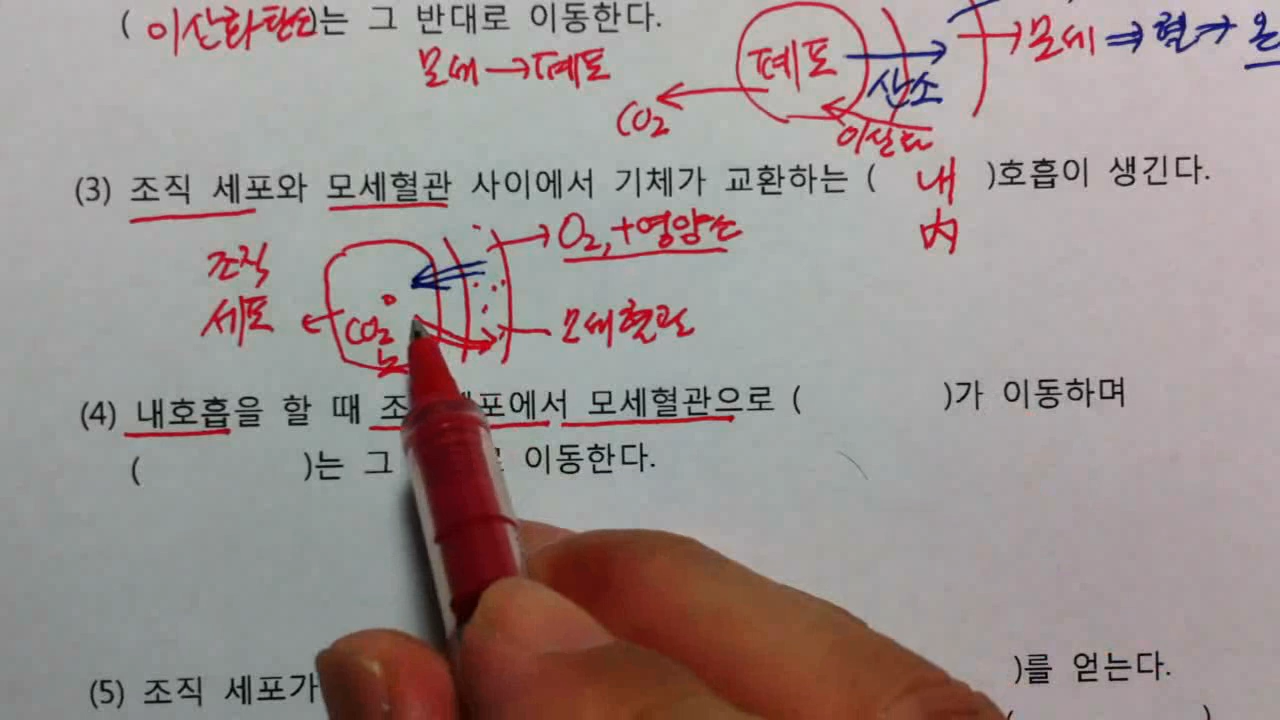 ( 이산화탄소)는 그 반대로 이동한다.
모세 → 폐포
폐포
산소
→ 모세 ⇒ 혈 → 온
CO2
이산화
(3) 조직 세포와 모세혈관 사이에서 기체가 교환하는 ( 내 )호흡이 생긴다.
内
조직
세포
O2, + 영양소
CO2
모세혈관
(4) 내호흡을 할 때 조 포에서 모세혈관으로 ( )가 이동하며
( )는 그 로 이동한다.
(5) 조직 세포가 )를 얻는다.